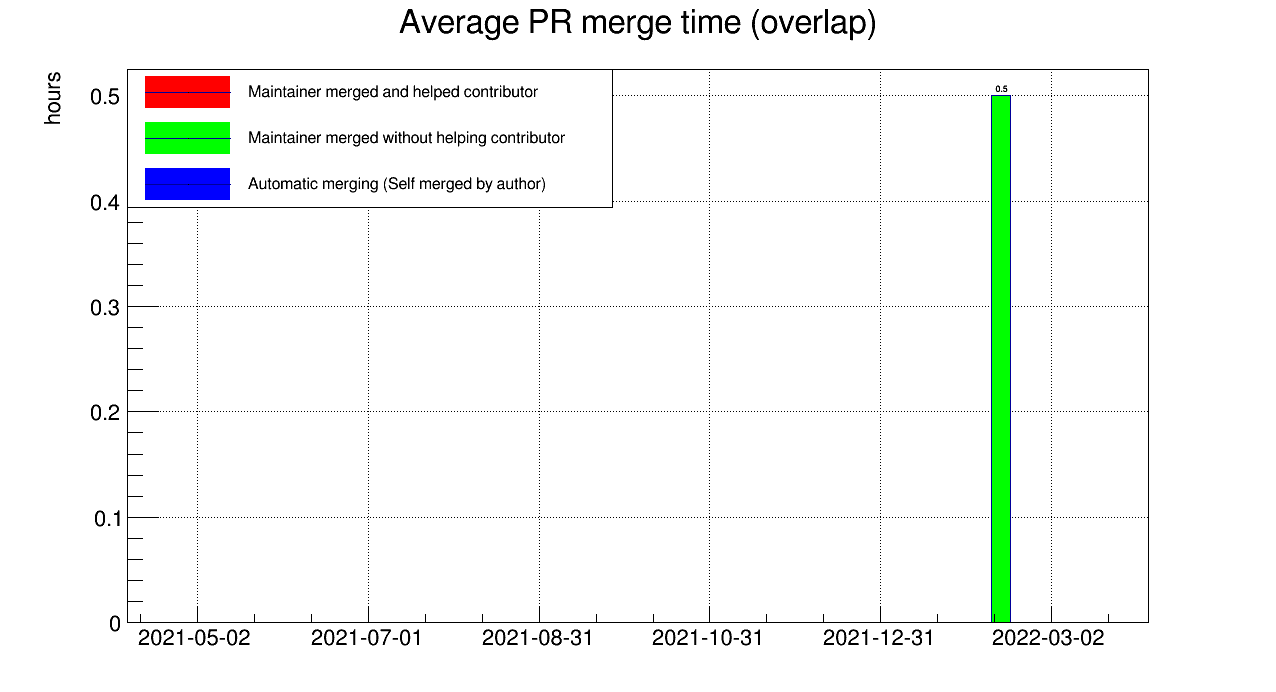 Average PR merge time (overlap)
hours
Maintainer merged and helped contributor
Maintainer merged without helping contributor
Automatic merging (Self merged by author)
0.5
0.5
0.4
0.3
0.2
0.1
0
2021-05-02 2021-07-01 2021-08-31 2021-10-31 2021-12-31 2022-03-02